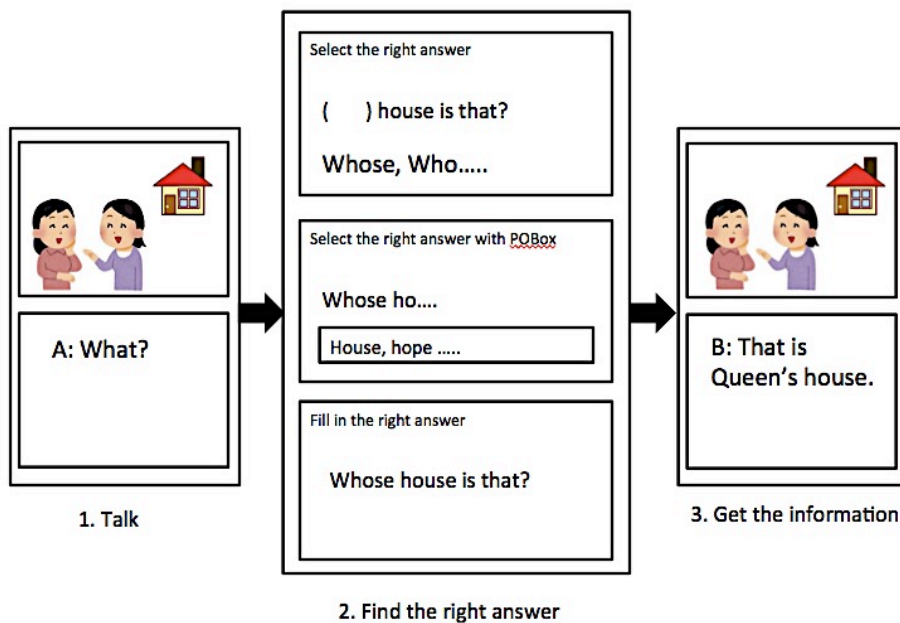 A: What?
1. Talk
Select the right answer
(      ) house is that?
Whose, Who.....
Select the right answer with POBox
Whose ho....
House, hope .....
Fill in the right answer
Whose house is that?
2. Find the right answer
B: That is
Queen's house.
3. Get the information